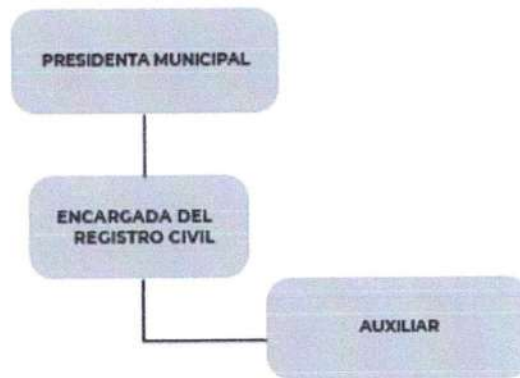 PRESIDENTA MUNICIPAL
ENCARGADA DEL
REGISTRO CIVIL
AUXILIAR